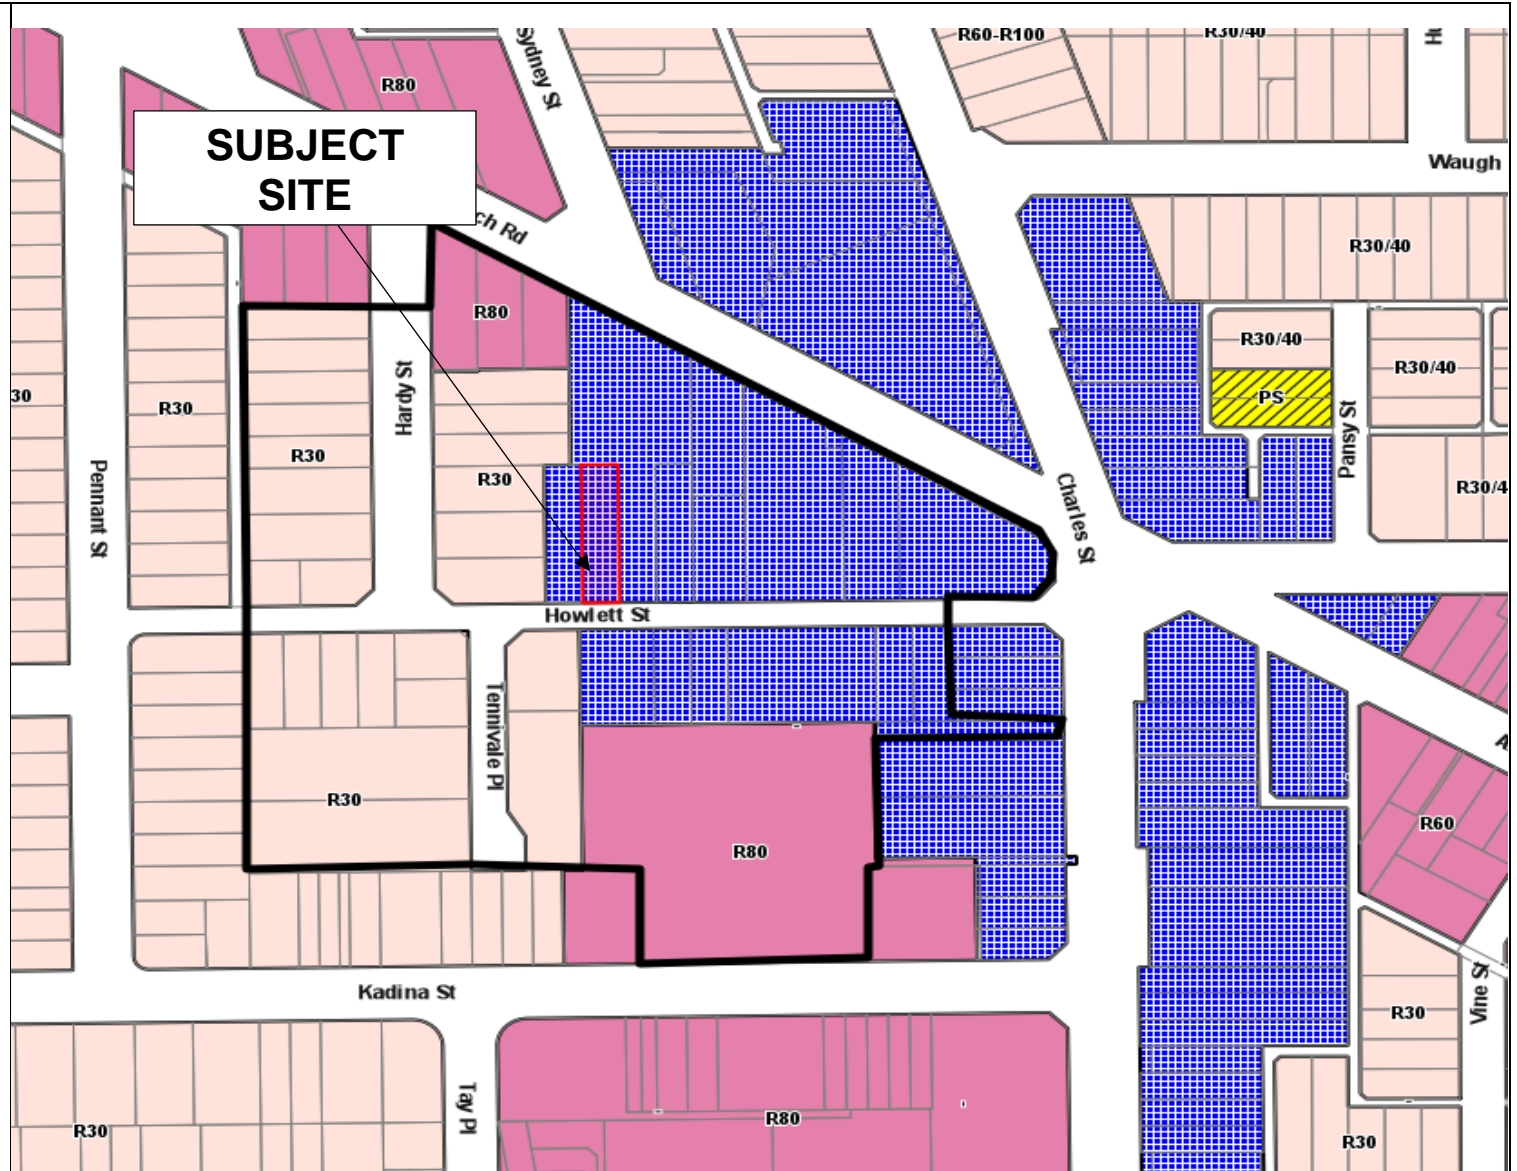 Sydney St
R60-R100
R30/40
R80
SUBJECT
SITE
Waugh
ch Rd
R30/40
R80
R30/40
R30/40
30
R30
Hardy St
PS
Pansy St
R30
R30
R30/4
Pennant St
Charles St
Howlett St
Tennivale Pl
R30
R80
R60
Kadina St
Vine St
R30
Tay Pl
R80
R30
R30